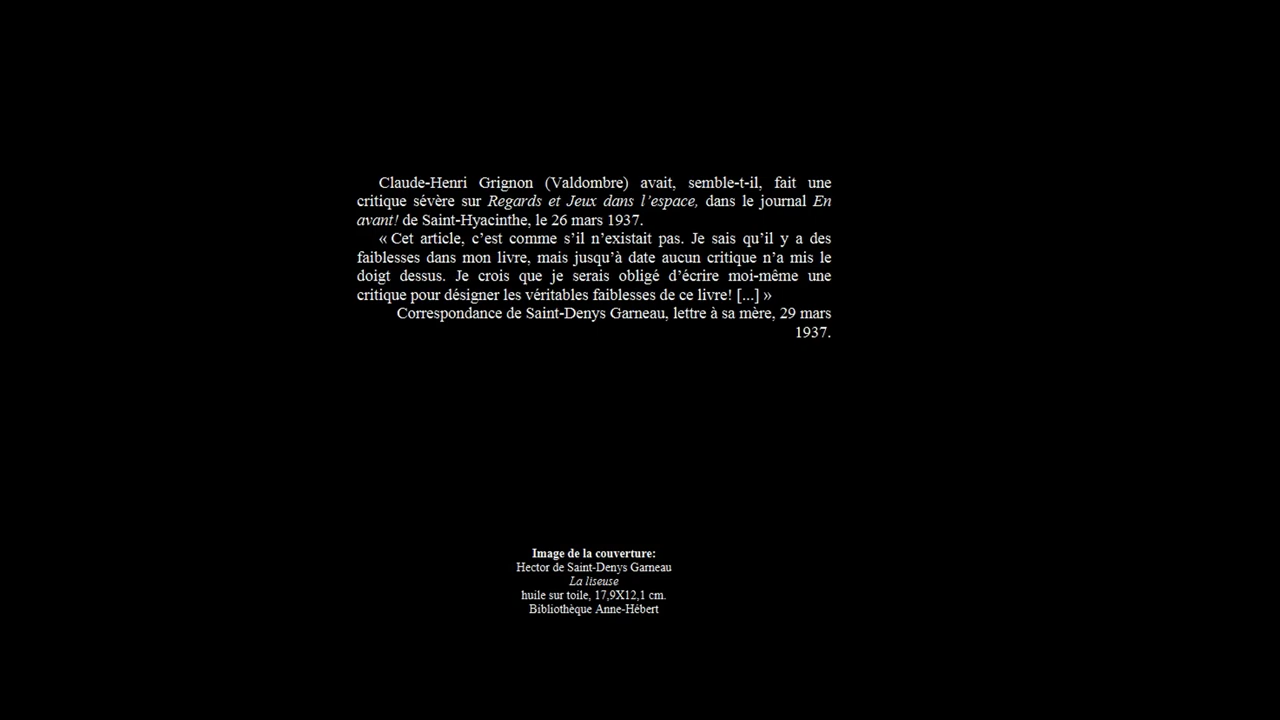 Claude-Henri Grignon (Valdombre) avait, semble-t-il, fait une
critique sévère sur Regards et Jeux dans l’espace, dans le journal En
avant! de Saint-Hyacinthe, le 26 mars 1937.
« Cet article, c’est comme s’il n’existait pas. Je sais qu’il y a des
faiblesses dans mon livre, mais jusqu’à date aucun critique n’a mis le
doigt dessus. Je crois que je serais obligé d’écrire moi-même une
critique pour désigner les véritables faiblesses de ce livre! [...] »
Correspondance de Saint-Denys Garneau, lettre à sa mère, 29 mars
1937.
Image de la couverture:
Hector de Saint-Denys Garneau
La liseuse
huile sur toile, 17,9X12,1 cm.
Bibliothèque Anne-Hébert